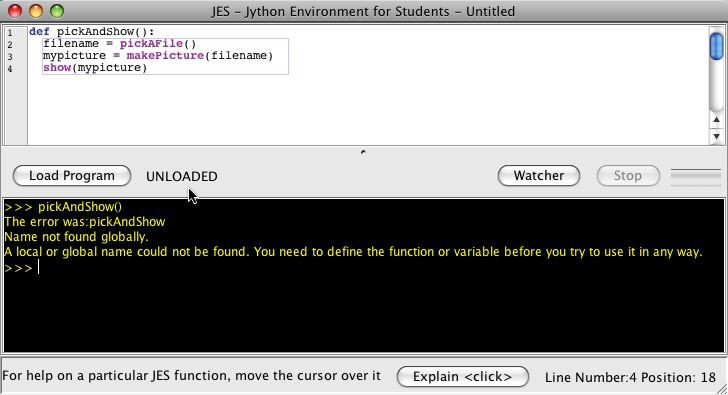 JES - Jython Environment for Students - Untitled
1 def pickAndShow():
2 filename = pickAFile()
3 mypicture = makePicture(filename)
4 show(mypicture)
Load Program UNLOADED Watcher Stop
>>> pickAndShow()
The error was:pickAndShow
Name not found globally.
A local or global name could not be found. You need to define the function or variable before you try to use it in any way.
>>>
For help on a particular JES function, move the cursor over it Explain <click> Line Number:4 Position: 18